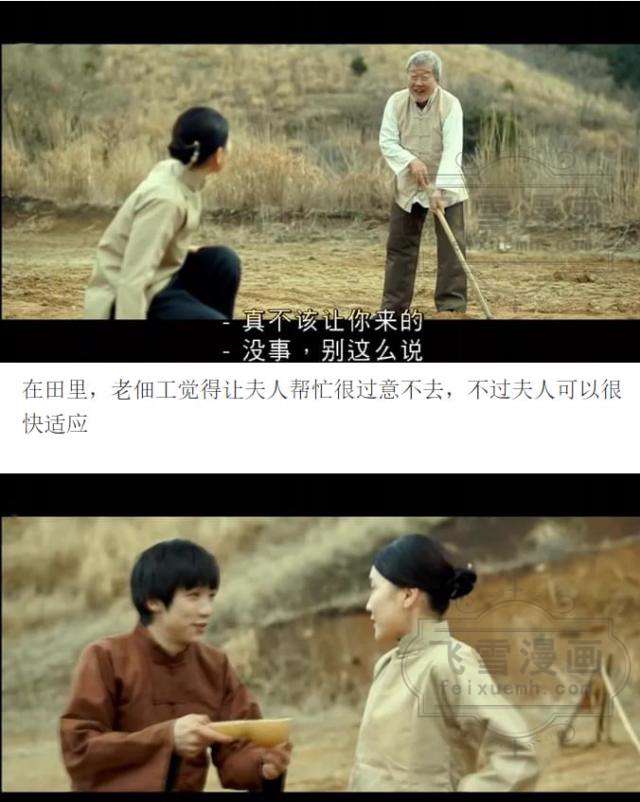 - 真不该让你来的
- 没事，别这么说
在田里，老佃工觉得让夫人帮忙很过意不去，不过夫人可以很
快适应
飞雪漫画
feixuemh.com